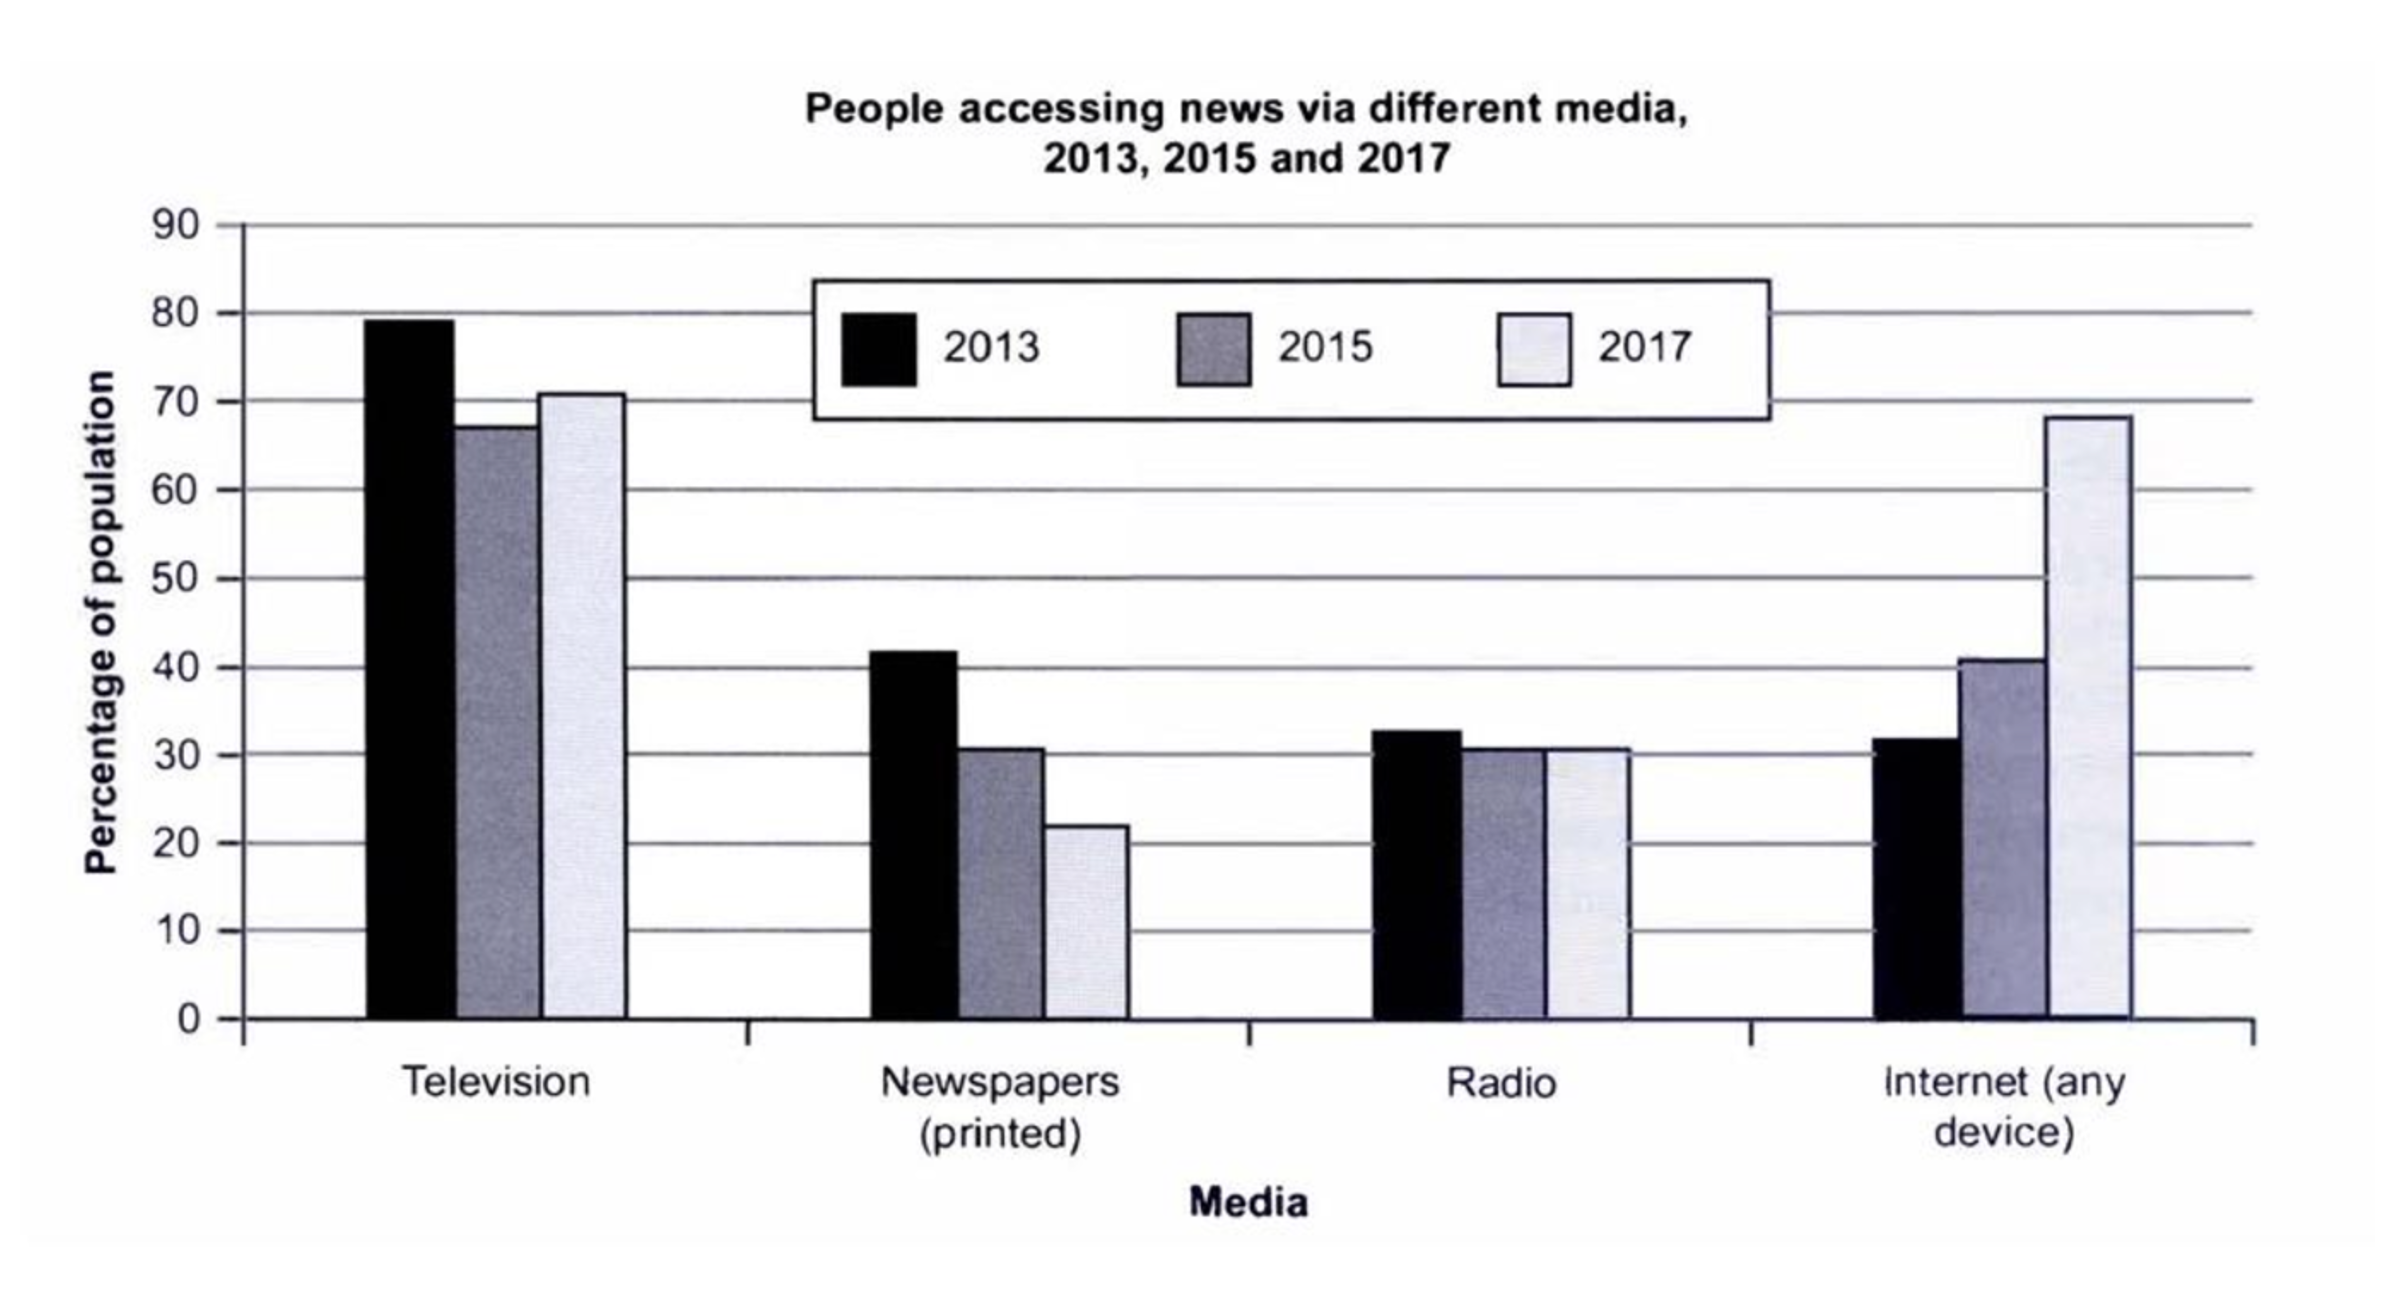 People accessing news via different media,
2013, 2015 and 2017
90
80
70
60
50
40
30
20
10
0
Percentage of population
2013
2015
2017
Television
Newspapers
(printed)
Radio
Internet (any
device)
Media